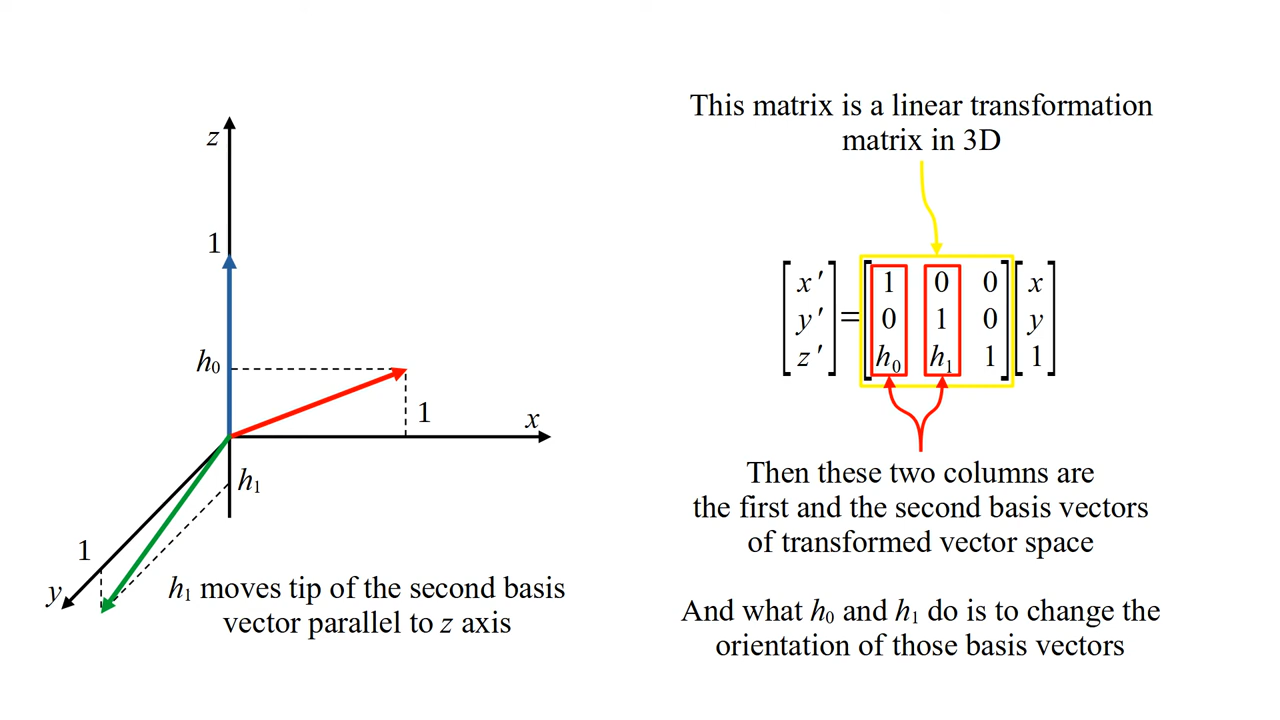 z
1
h0
1
x
h1
1
y
h1 moves tip of the second basis
vector parallel to z axis
This matrix is a linear transformation
matrix in 3D
[x′] = [1 0 0] [x]
[y′] = [0 1 0] [y]
[z′] = [h0 h1 1] [1]
Then these two columns are
the first and the second basis vectors
of transformed vector space
And what h0 and h1 do is to change the
orientation of those basis vectors